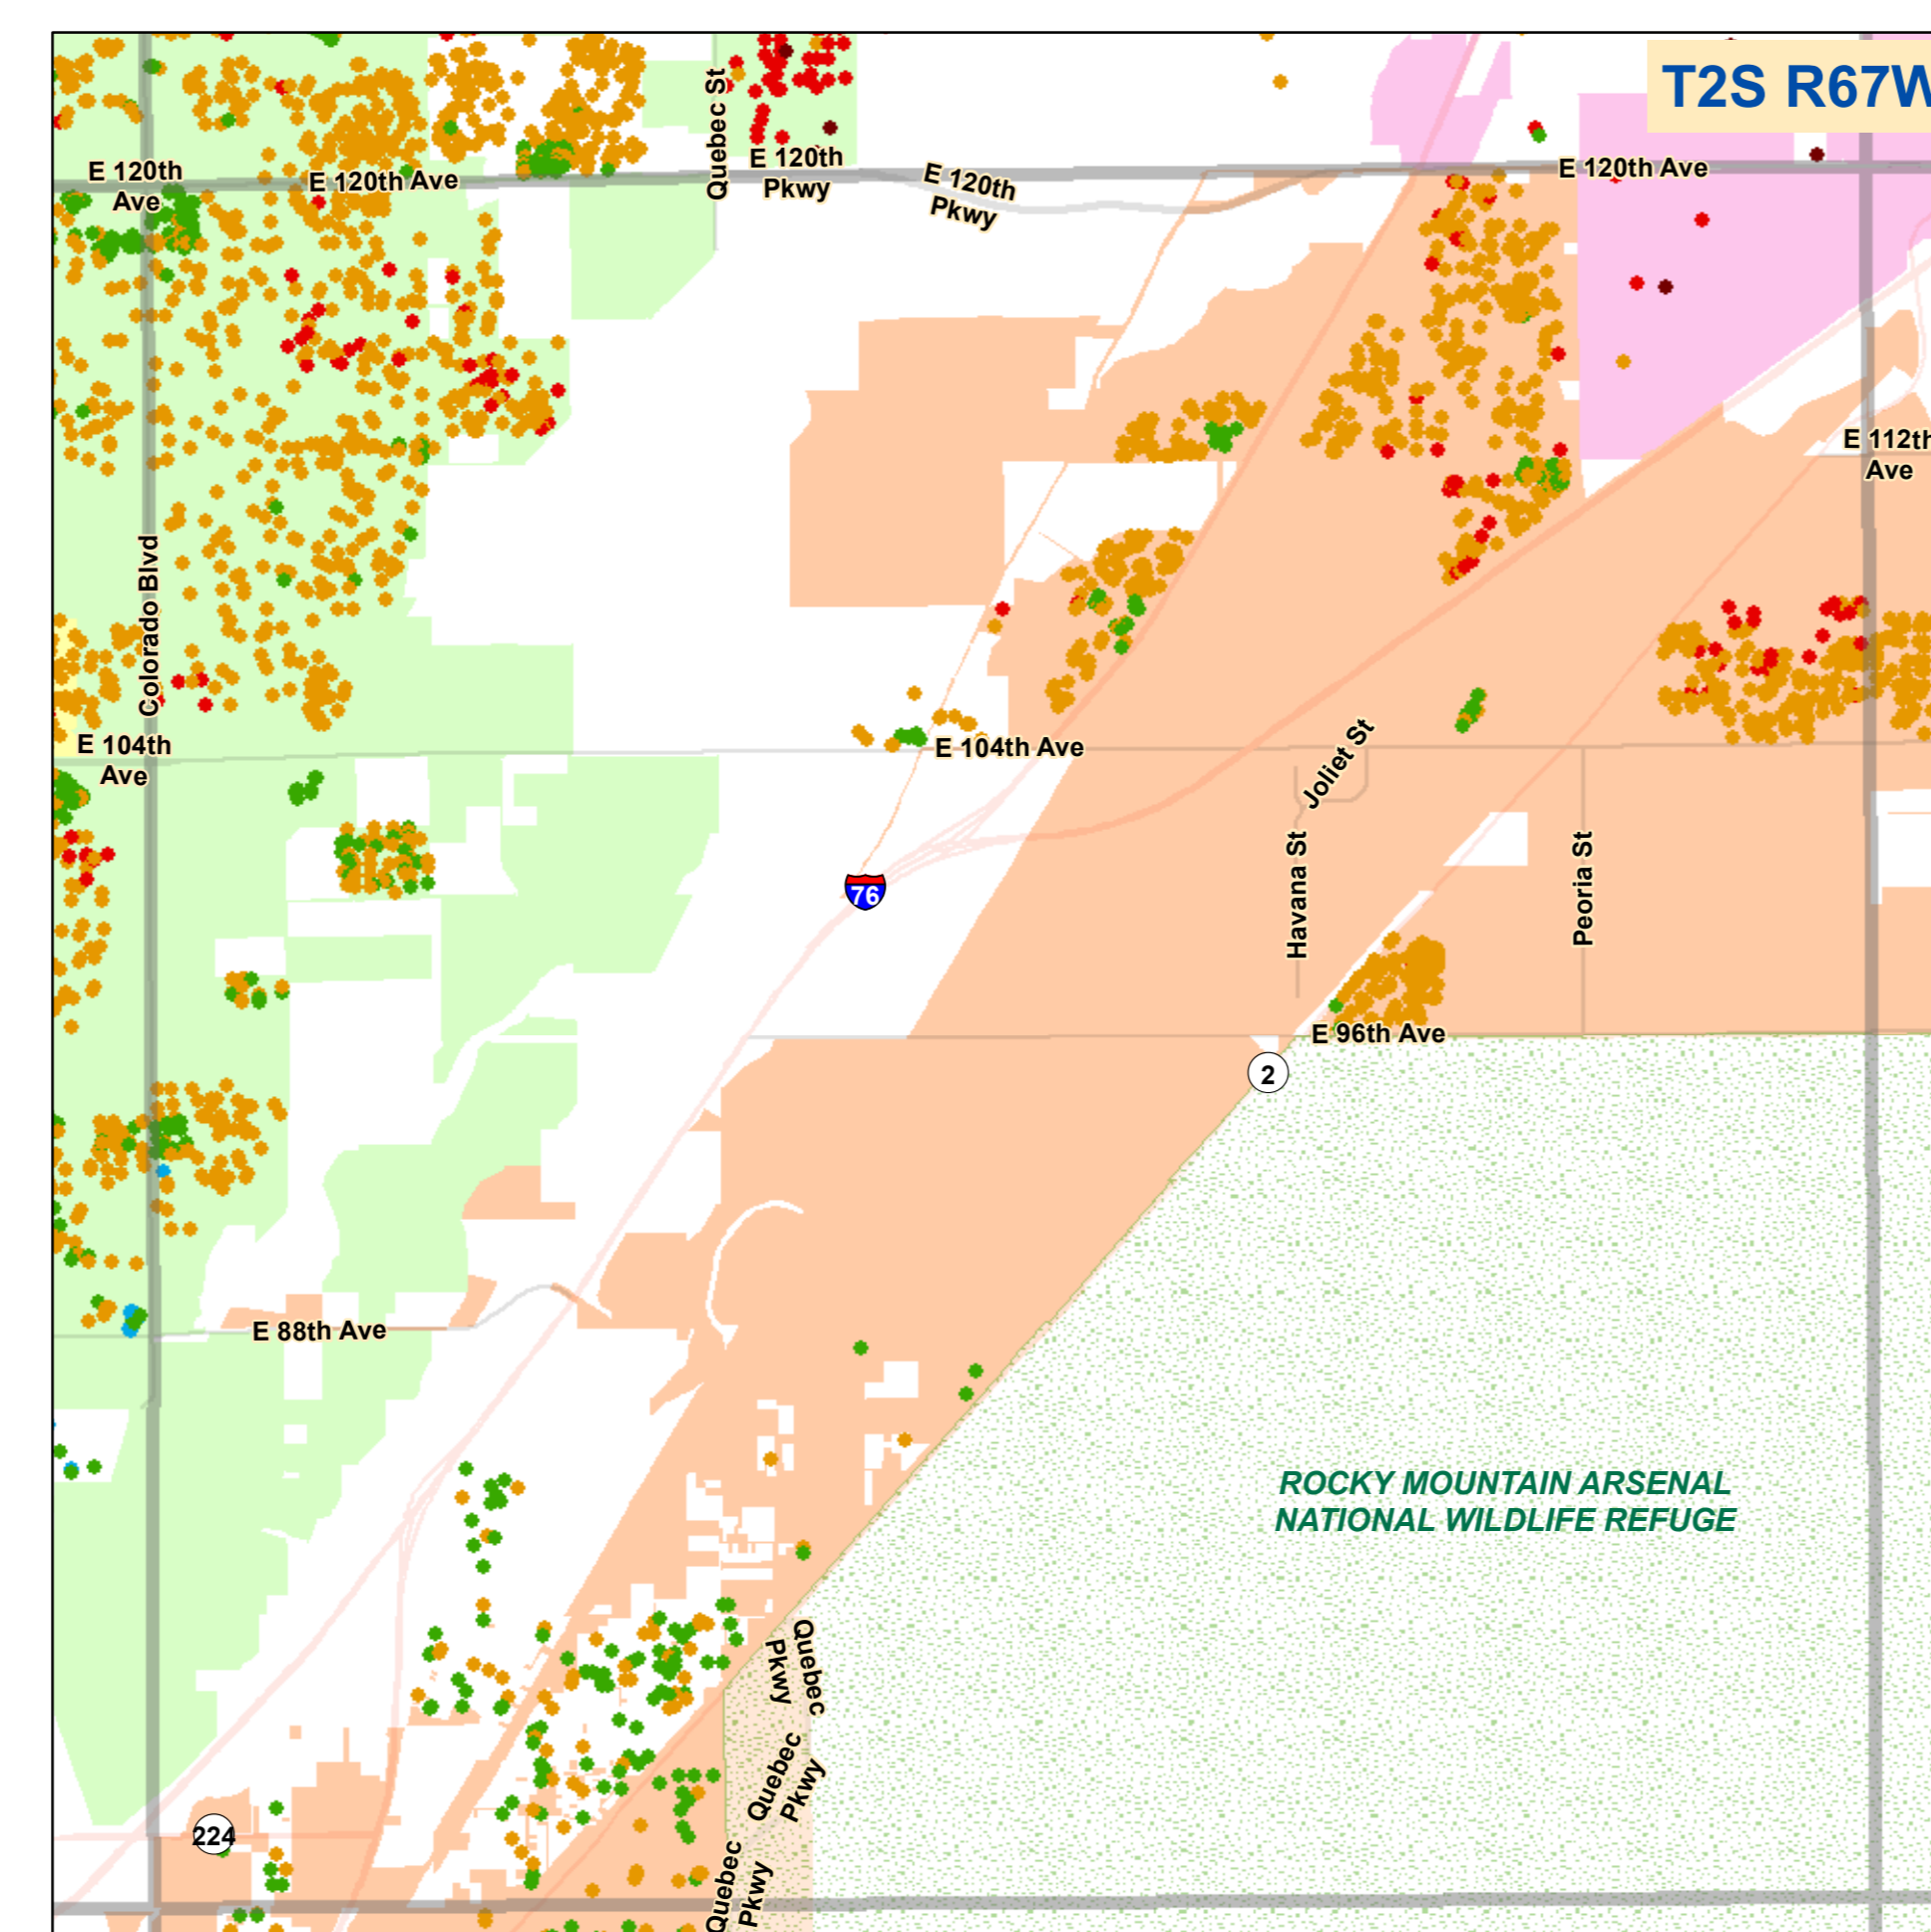 T2S R67W
Quebec St
E 120th
Ave
E 120th Ave
E 120th
Pkwy
E 120th
Pkwy
E 120th Ave
E 112th
Ave
Colorado Blvd
E 104th
Ave
E 104th Ave
Joliet St
Havana St
Peoria St
76
E 96th Ave
2
E 88th Ave
ROCKY MOUNTAIN ARSENAL
NATIONAL WILDLIFE REFUGE
Quebec
Pkwy
Quebec
Pkwy
224
Quebec
Pkwy